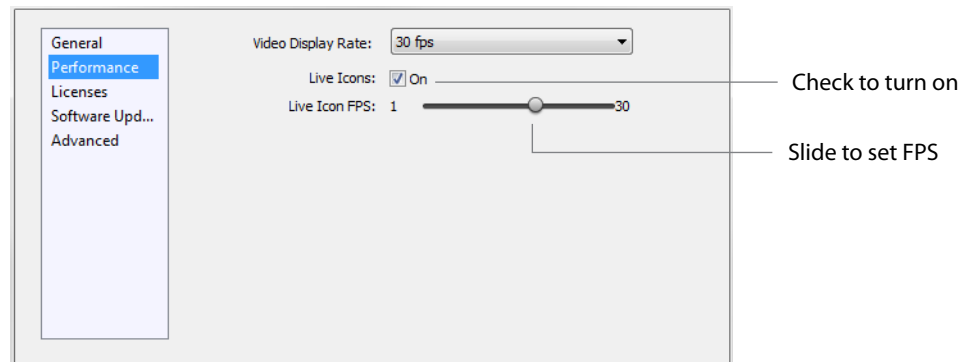 General
Performance
Licenses
Software Upd...
Advanced
Video Display Rate: 30 fps
Live Icons: On
Live Icon FPS: 1 30
Check to turn on
Slide to set FPS